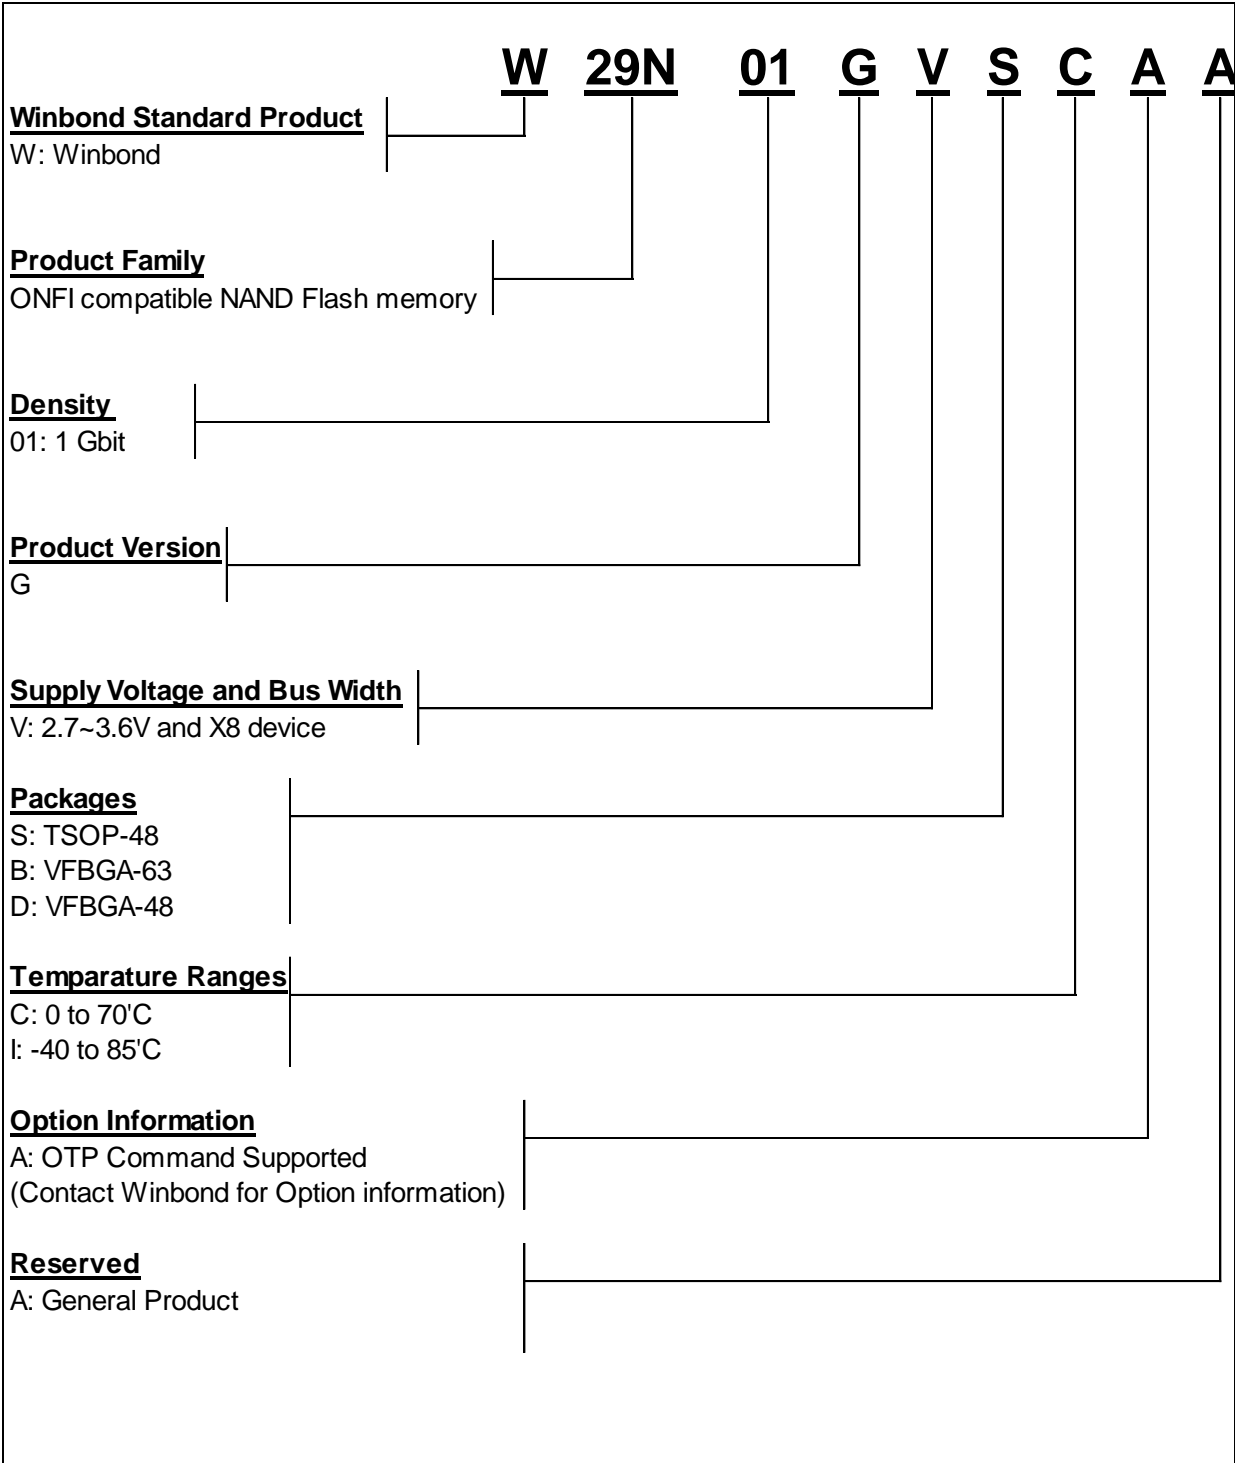 W 29N 01 G V S C A A
Winbond Standard Product
W: Winbond
Product Family
ONFI compatible NAND Flash memory
Density
01: 1 Gbit
Product Version
G
Supply Voltage and Bus Width
V: 2.7~3.6V and X8 device
Packages
S: TSOP-48
B: VFBGA-63
D: VFBGA-48
Temparature Ranges
C: 0 to 70'C
I: -40 to 85'C
Option Information
A: OTP Command Supported
(Contact Winbond for Option information)
Reserved
A: General Product